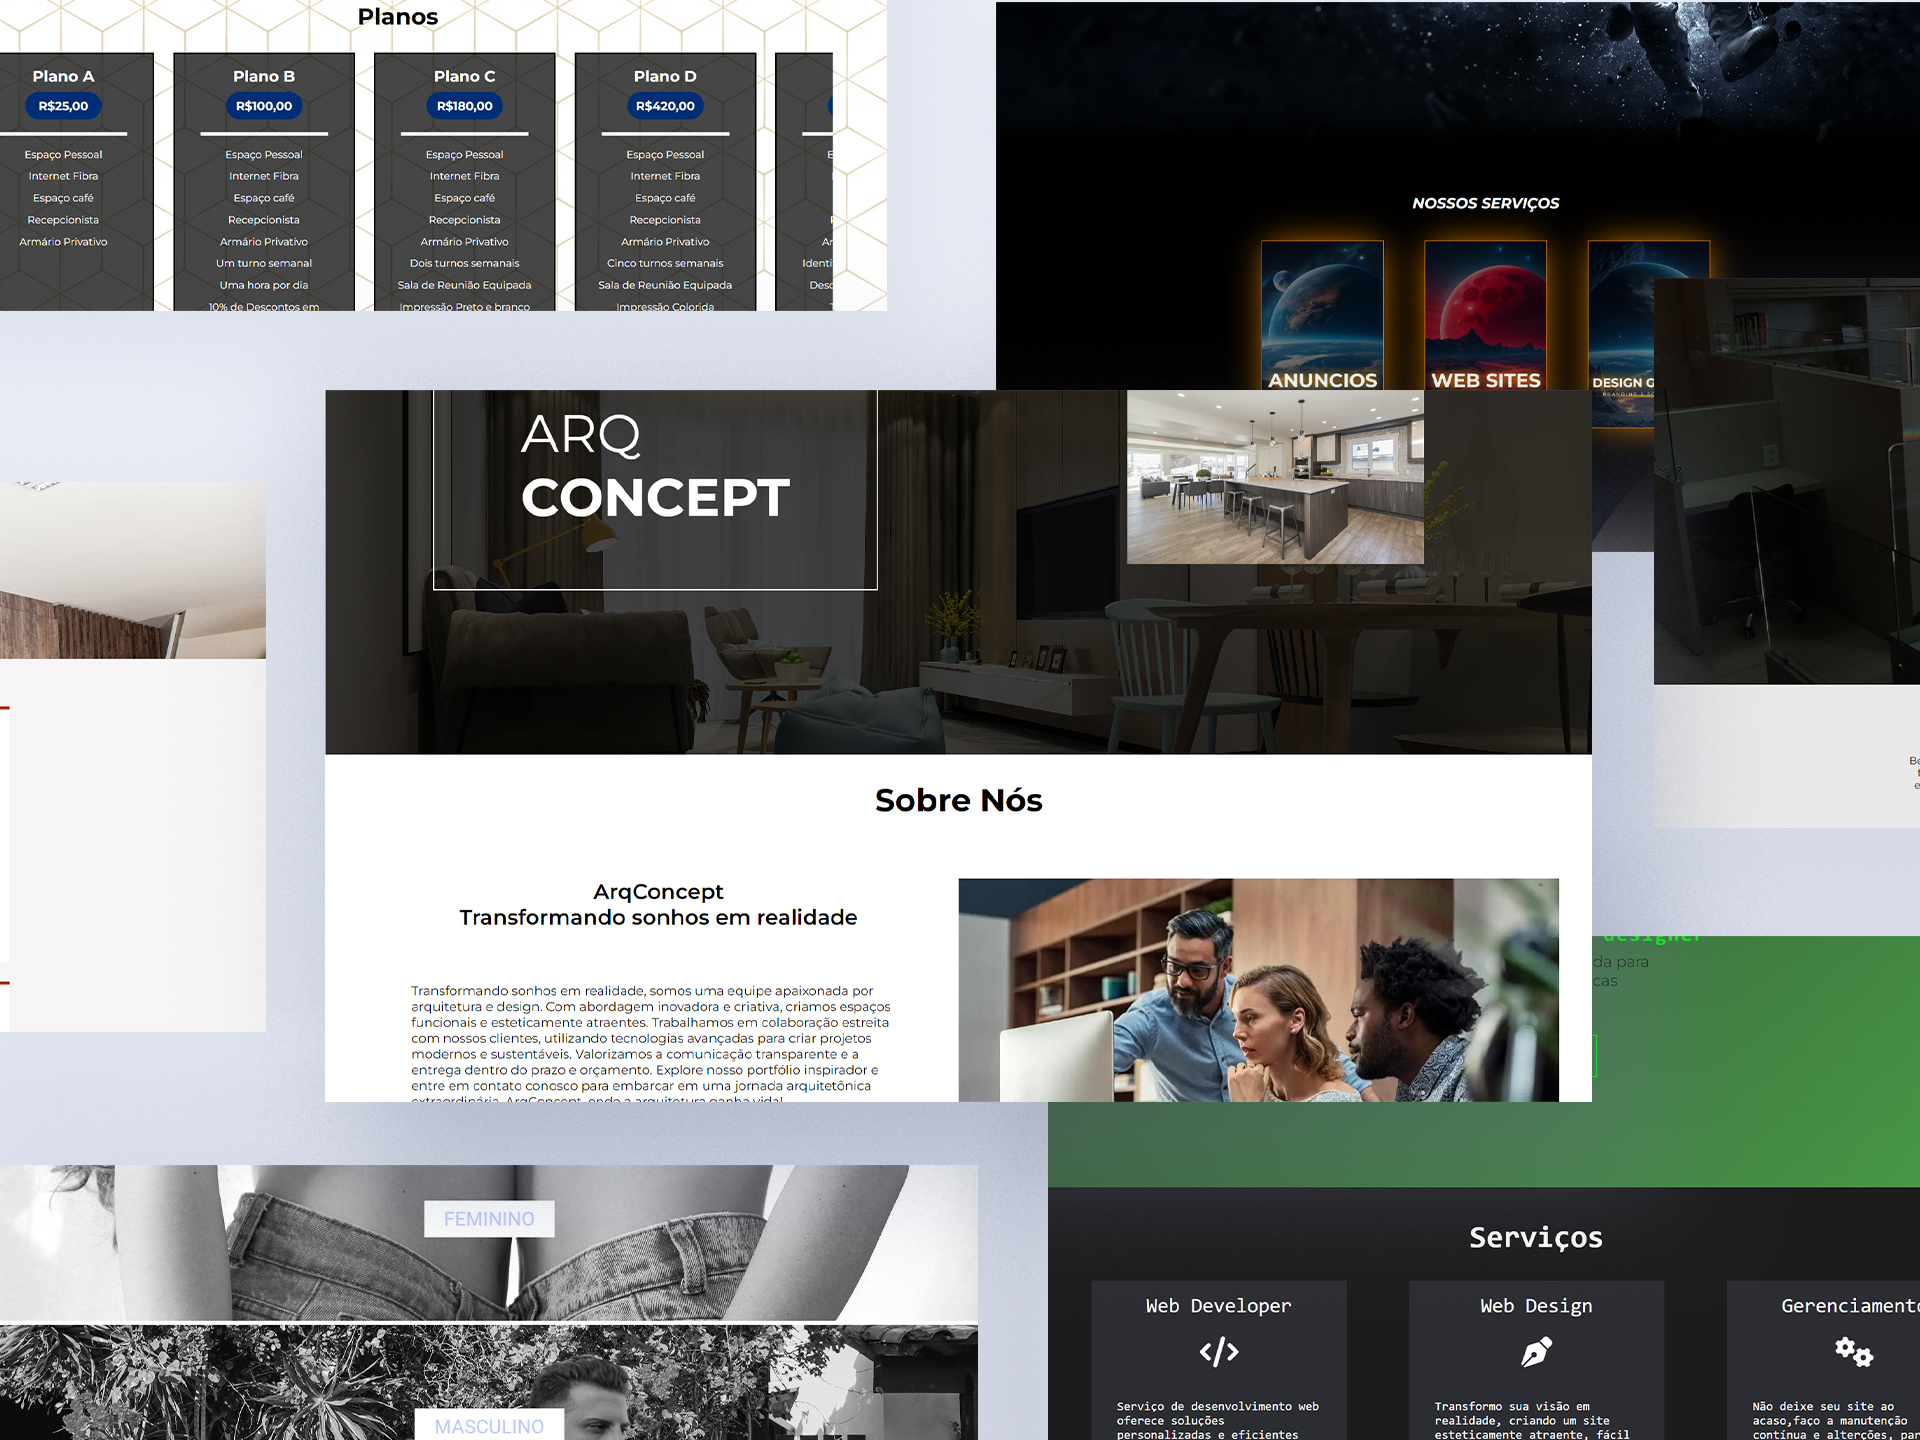 Planos
Plano A
R$25,00
Espaço Pessoal
Internet Fibra
Espaço café
Recepcionista
Armário Privativo
Plano B
R$100,00
Espaço Pessoal
Internet Fibra
Espaço café
Recepcionista
Armário Privativo
Um turno semanal
Uma hora por dia
10% de Descontos em
Plano C
R$180,00
Espaço Pessoal
Internet Fibra
Espaço café
Recepcionista
Armário Privativo
Dois turnos semanais
Sala de Reunião Equipada
Impressão Preto e branco
Plano D
R$420,00
Espaço Pessoal
Internet Fibra
Espaço café
Recepcionista
Armário Privativo
Cinco turnos semanais
Sala de Reunião Equipada
Impressão Colorida
NOSSOS SERVIÇOS
ANUNCIOS
WEB SITES
DESIGN G
ARQ
CONCEPT
Sobre Nós
ArqConcept
Transformando sonhos em realidade
Transformando sonhos em realidade, somos uma equipe apaixonada por
arquitetura e design. Com abordagem inovadora e criativa, criamos espaços
funcionais e esteticamente atraentes. Trabalhamos em colaboração estreita
com nossos clientes, utilizando tecnologias avançadas para criar projetos
modernos e sustentáveis. Valorizamos a comunicação transparente e a
entrega dentro do prazo e orçamento. Explore nosso portfólio inspirador e
entre em contato conosco para embarcar em uma jornada arquitetônica
extraordinária. ArqConcept, onde a arquitetura ganha vida!
designer
da para
cas
FEMININO
MASCULINO
Serviços
Web Developer
Serviço de desenvolvimento web
oferece soluções
personalizadas e eficientes
Web Design
Transformo sua visão em
realidade, criando um site
esteticamente atraente, fácil
Gerenciamento
Não deixe seu site ao
acaso,faço a manutenção
contínua e alterções, par